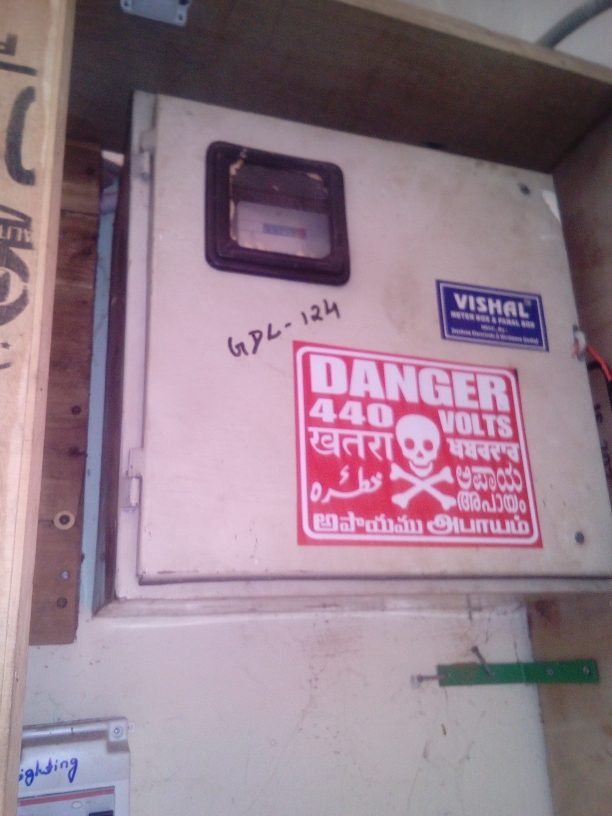 VISHAL
METER BOX & PANEL BOX
GDL-124
DANGER
440 VOLTS
खतरा ਖ਼ਬਰਦਾਰ
خطره
ಅಪಾಯ
അപായം
అపాయము அபாயம்
ighting